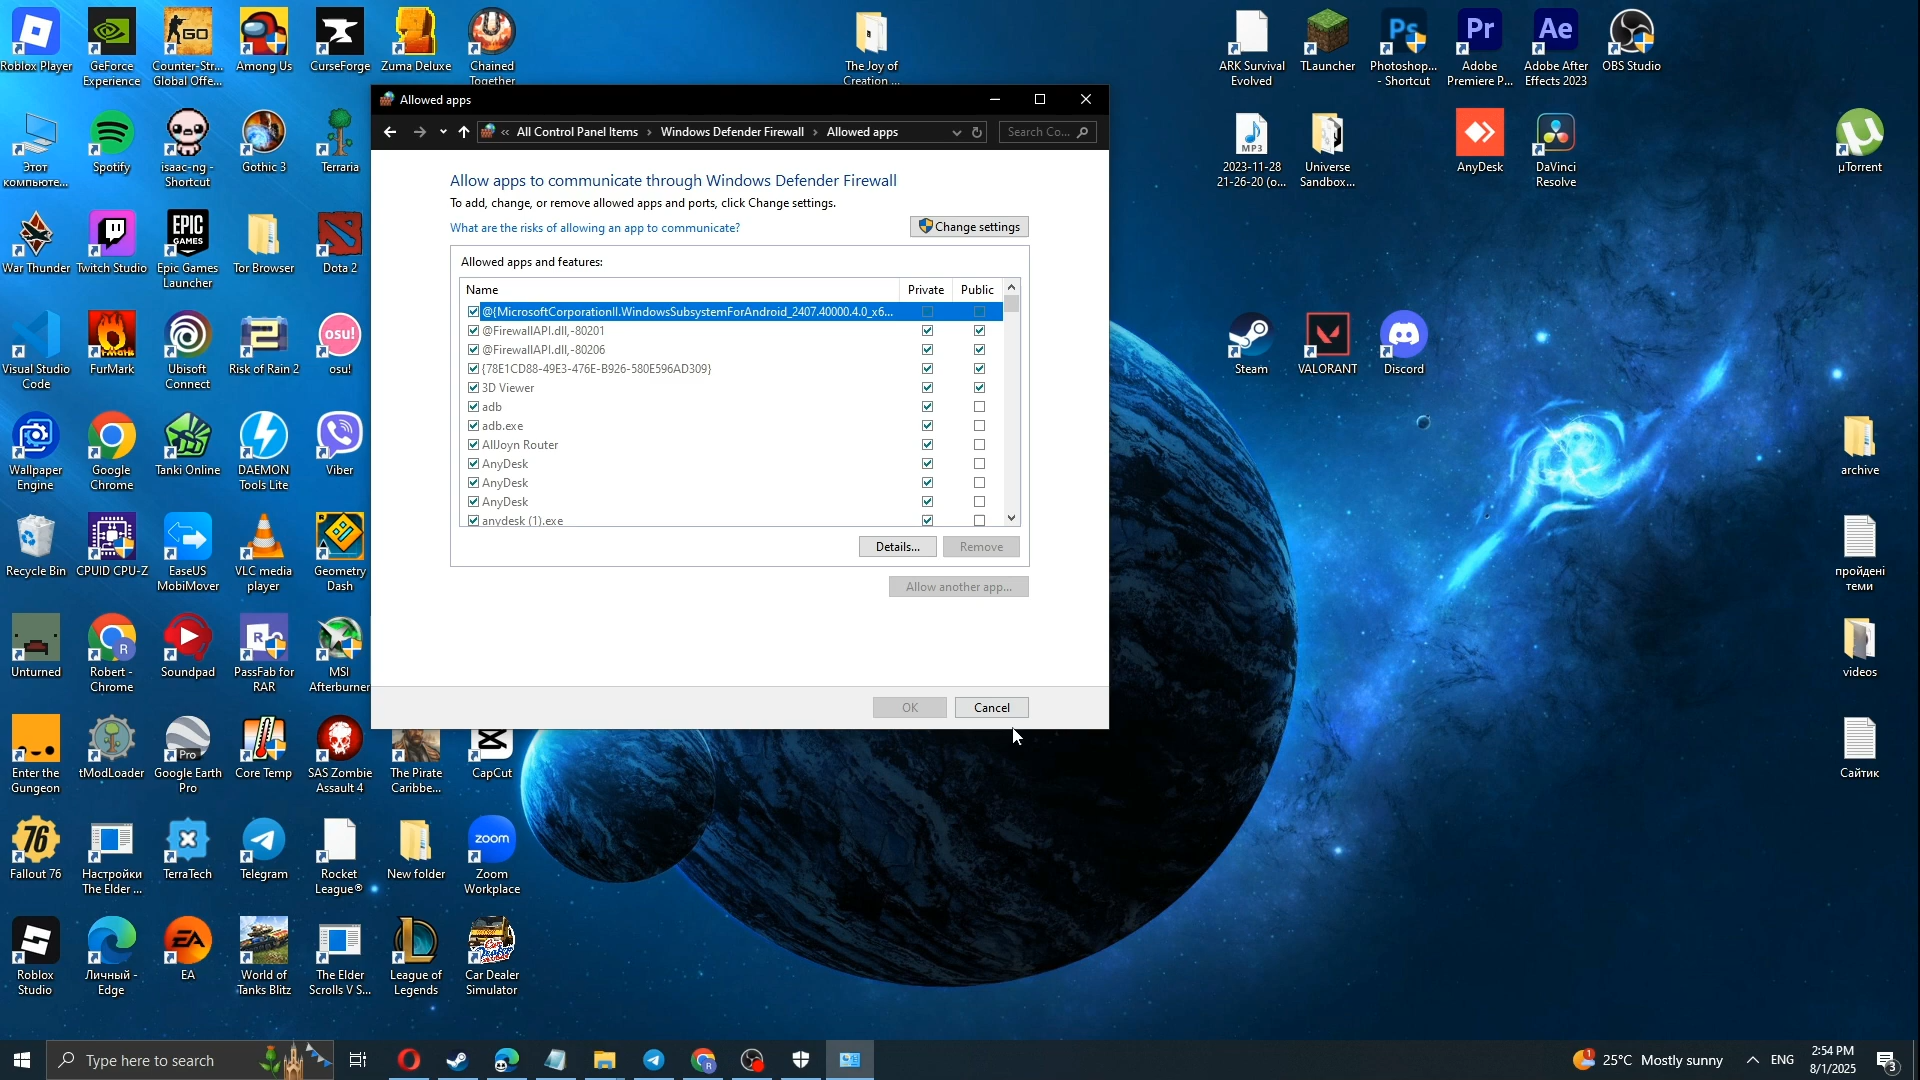 Roblox Player
GeForce
Experience
Counter-Str...
Global Offe...
Among Us
CurseForge
Zuma Deluxe
Chained
Together
The Joy of
Creation ...
ARK Survival
Evolved
TLauncher
Photoshop...
- Shortcut
Adobe
Premiere P...
Adobe After
Effects 2023
OBS Studio
Этот
компьюте...
Spotify
isaac-ng -
Shortcut
Gothic 3
Terraria
2023-11-28
21-26-20 (o...
Universe
Sandbox...
AnyDesk
DaVinci
Resolve
µTorrent
War Thunder
Twitch Studio
Epic Games
Launcher
Tor Browser
Dota 2
Visual Studio
Code
FurMark
Ubisoft
Connect
Risk of Rain 2
osu!
Steam
VALORANT
Discord
Wallpaper
Engine
Google
Chrome
Tanki Online
DAEMON
Tools Lite
Viber
archive
Recycle Bin
CPUID CPU-Z
EaseUS
MobiMover
VLC media
player
Geometry
Dash
пройдені
теми
Unturned
Robert -
Chrome
Soundpad
PassFab for
RAR
MSI
Afterburner
videos
Enter the
Gungeon
tModLoader
Google Earth
Pro
Core Temp
SAS Zombie
Assault 4
The Pirate
Caribbe...
CapCut
Сайтик
Fallout 76
Настройки
The Elder ...
TerraTech
Telegram
Rocket
League®
New folder
Zoom
Workplace
Roblox
Studio
Личный -
Edge
EA
World of
Tanks Blitz
The Elder
Scrolls V S...
League of
Legends
Car Dealer
Simulator
Allowed apps
« All Control Panel Items › Windows Defender Firewall › Allowed apps
Search Co...
Allow apps to communicate through Windows Defender Firewall
To add, change, or remove allowed apps and ports, click Change settings.
What are the risks of allowing an app to communicate?
Change settings
Allowed apps and features:
Name Private Public
@{MicrosoftCorporationII.WindowsSubsystemForAndroid_2407.40000.4.0_x6...
@FirewallAPI.dll,-80201
@FirewallAPI.dll,-80206
{78E1CD88-49E3-476E-B926-580E596AD309}
3D Viewer
adb
adb.exe
AllJoyn Router
AnyDesk
AnyDesk
AnyDesk
anydesk (1).exe
Details... Remove
Allow another app...
OK Cancel
Type here to search
25°C Mostly sunny
ENG
2:54 PM
8/1/2025
3